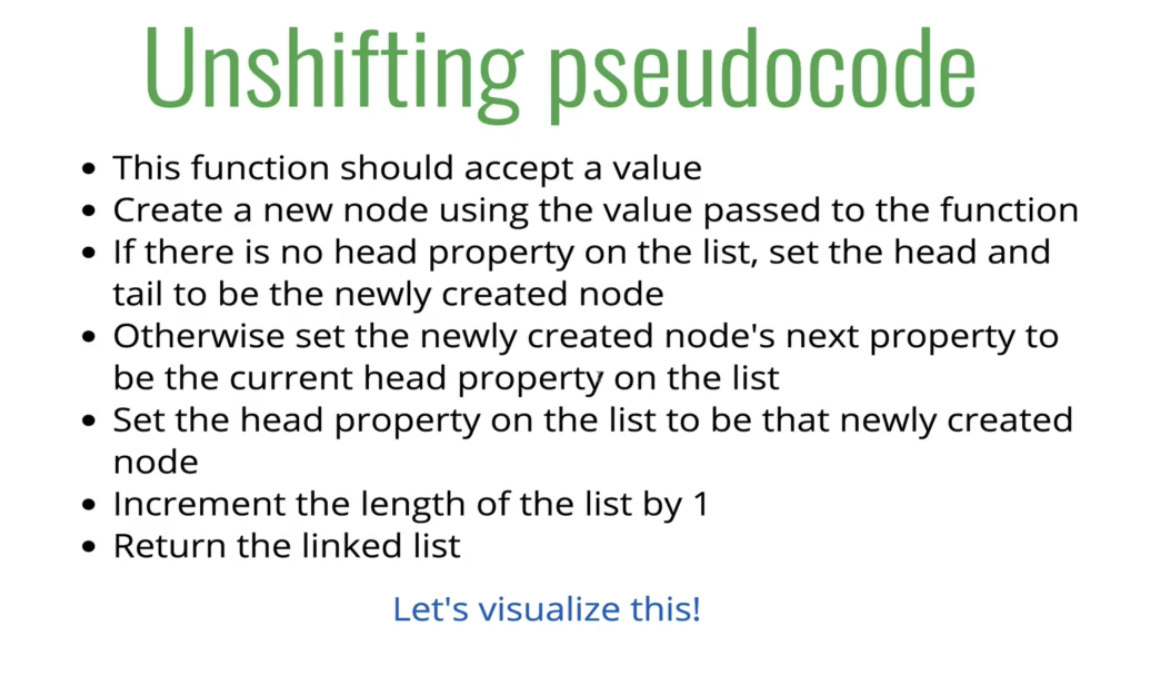 Unshifting pseudocode
• This function should accept a value
• Create a new node using the value passed to the function
• If there is no head property on the list, set the head and
tail to be the newly created node
• Otherwise set the newly created node's next property to
be the current head property on the list
• Set the head property on the list to be that newly created
node
• Increment the length of the list by 1
• Return the linked list
Let's visualize this!